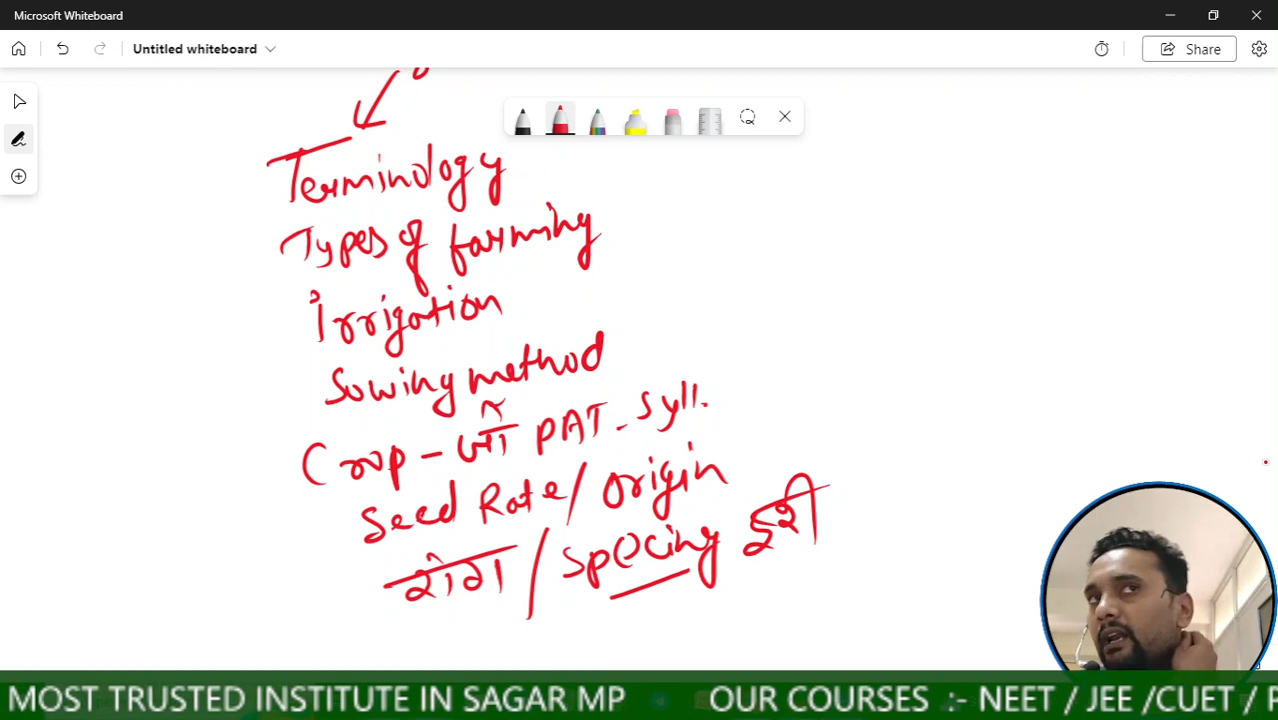 Microsoft Whiteboard
Untitled whiteboard
Share
Terminology
Types of farming
Irrigation
Sowing method
Crop - जो PAT - Syll.
Seed Rate / Origin
रोग / Spacing दूरी
MOST TRUSTED INSTITUTE IN SAGAR MP OUR COURSES :- NEET / JEE /CUET /